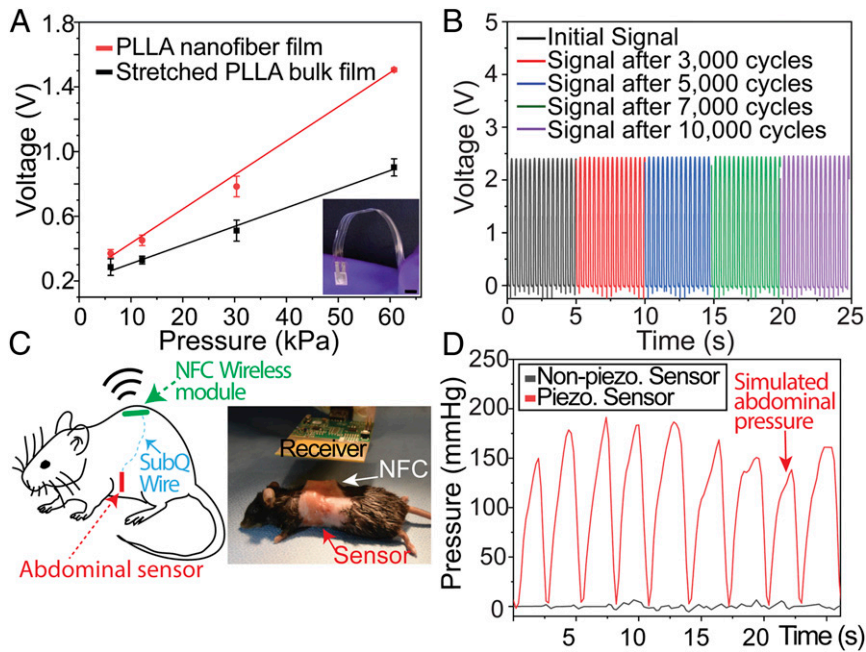 A
Voltage (V)
1.8
1.4
1.0
0.6
0.2
PLLA nanofiber film
Stretched PLLA bulk film
0
10
20
30
40
50
60
Pressure (kPa)
B
Voltage (V)
5
4
3
2
1
0
Initial Signal
Signal after 3,000 cycles
Signal after 5,000 cycles
Signal after 7,000 cycles
Signal after 10,000 cycles
0
5
10
15
20
25
Time (s)
C
NFC Wireless
module
SubQ
Wire
Abdominal sensor
Receiver
NFC
Sensor
D
Pressure (mmHg)
250
200
150
100
50
0
Non-piezo. Sensor
Piezo. Sensor
Simulated
abdominal
pressure
5
10
15
20
Time (s)